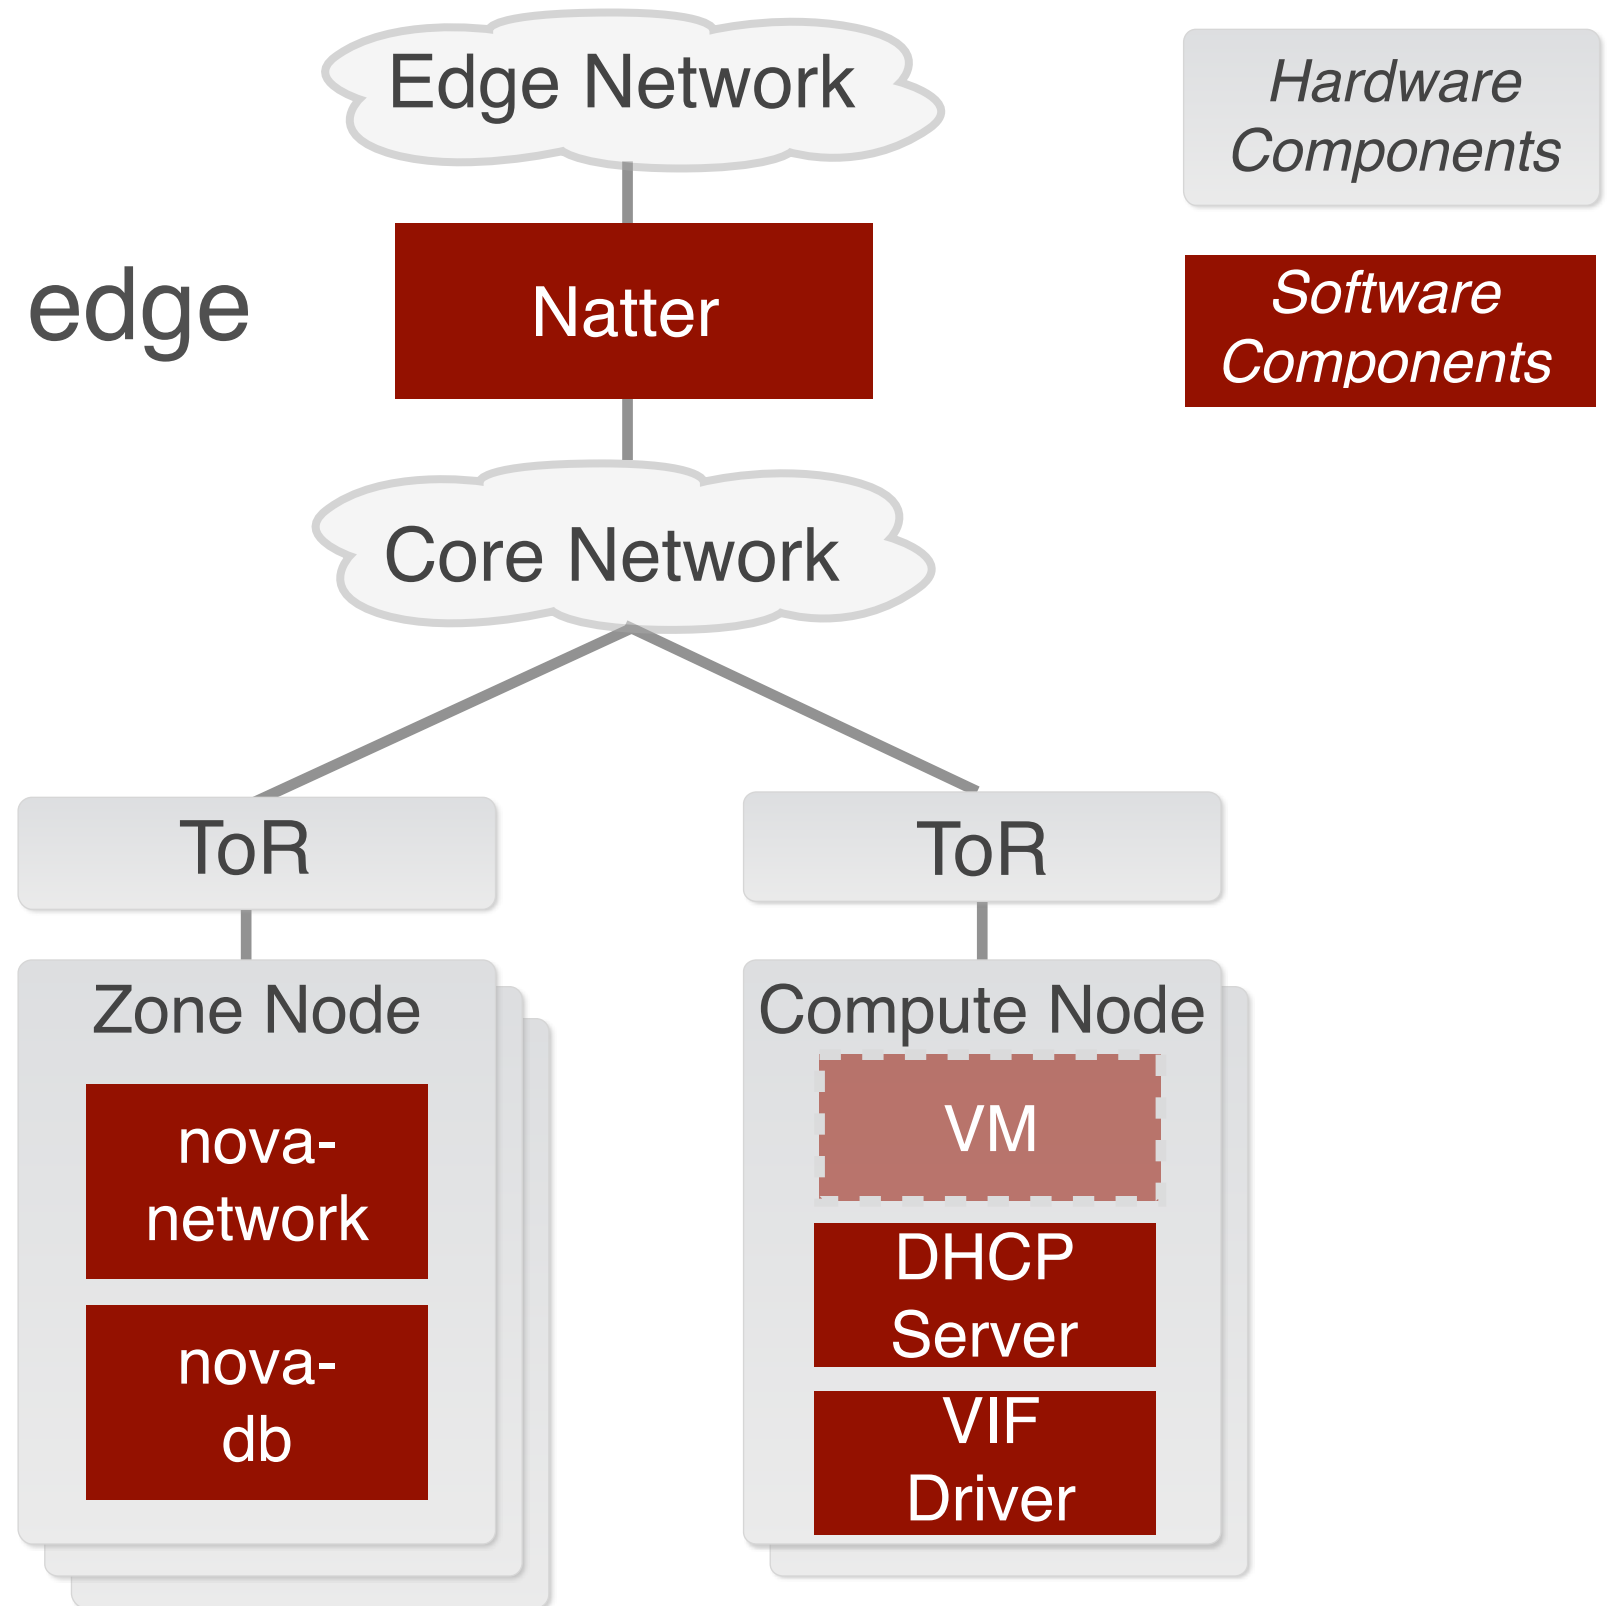 Edge Network
Hardware
Components
edge
Natter
Software
Components
Core Network
ToR
ToR
Zone Node
nova-
network
nova-
db
Compute Node
VM
DHCP
Server
VIF
Driver